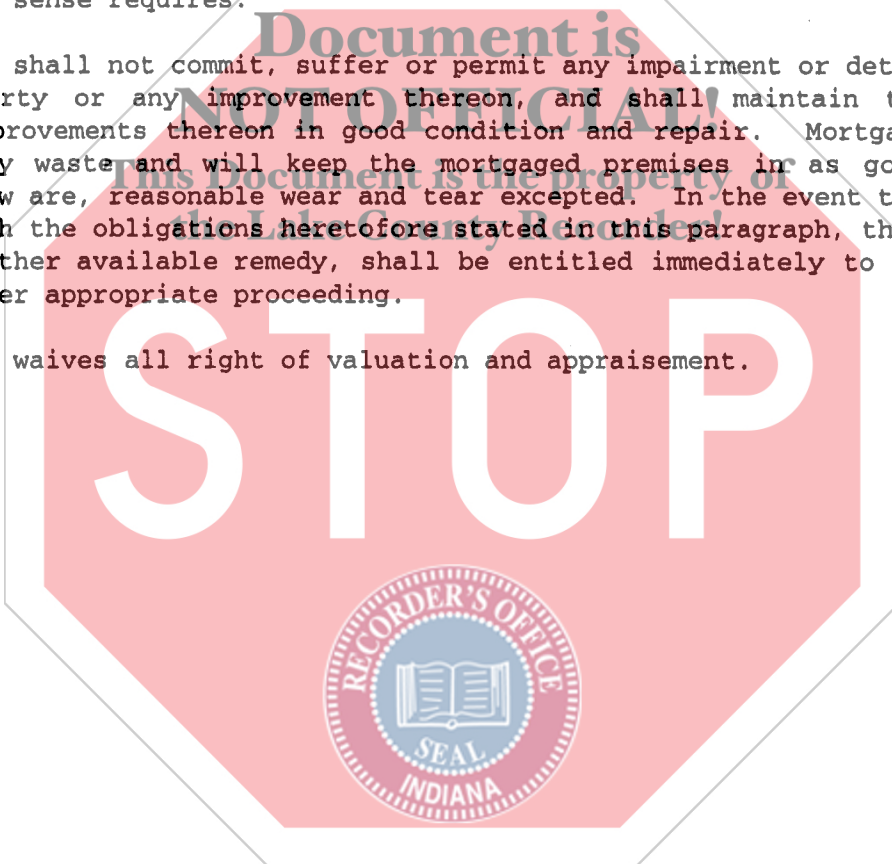 sense requires.
Document is
shall not commit, suffer or permit any impairment or det
rty or any improvement thereon, and shall maintain t
NOT OFFICIAL!
provements thereon in good condition and repair. Mortga
y waste and will keep the mortgaged premises in as go
This Document is the property of
w are, reasonable wear and tear excepted. In the event t
the Lake County Recorder!
h the obligations heretofore stated in this paragraph, th
ther available remedy, shall be entitled immediately to
er appropriate proceeding.
waives all right of valuation and appraisement.
STOP
RECORDER'S OFFICE
SEAL
INDIANA